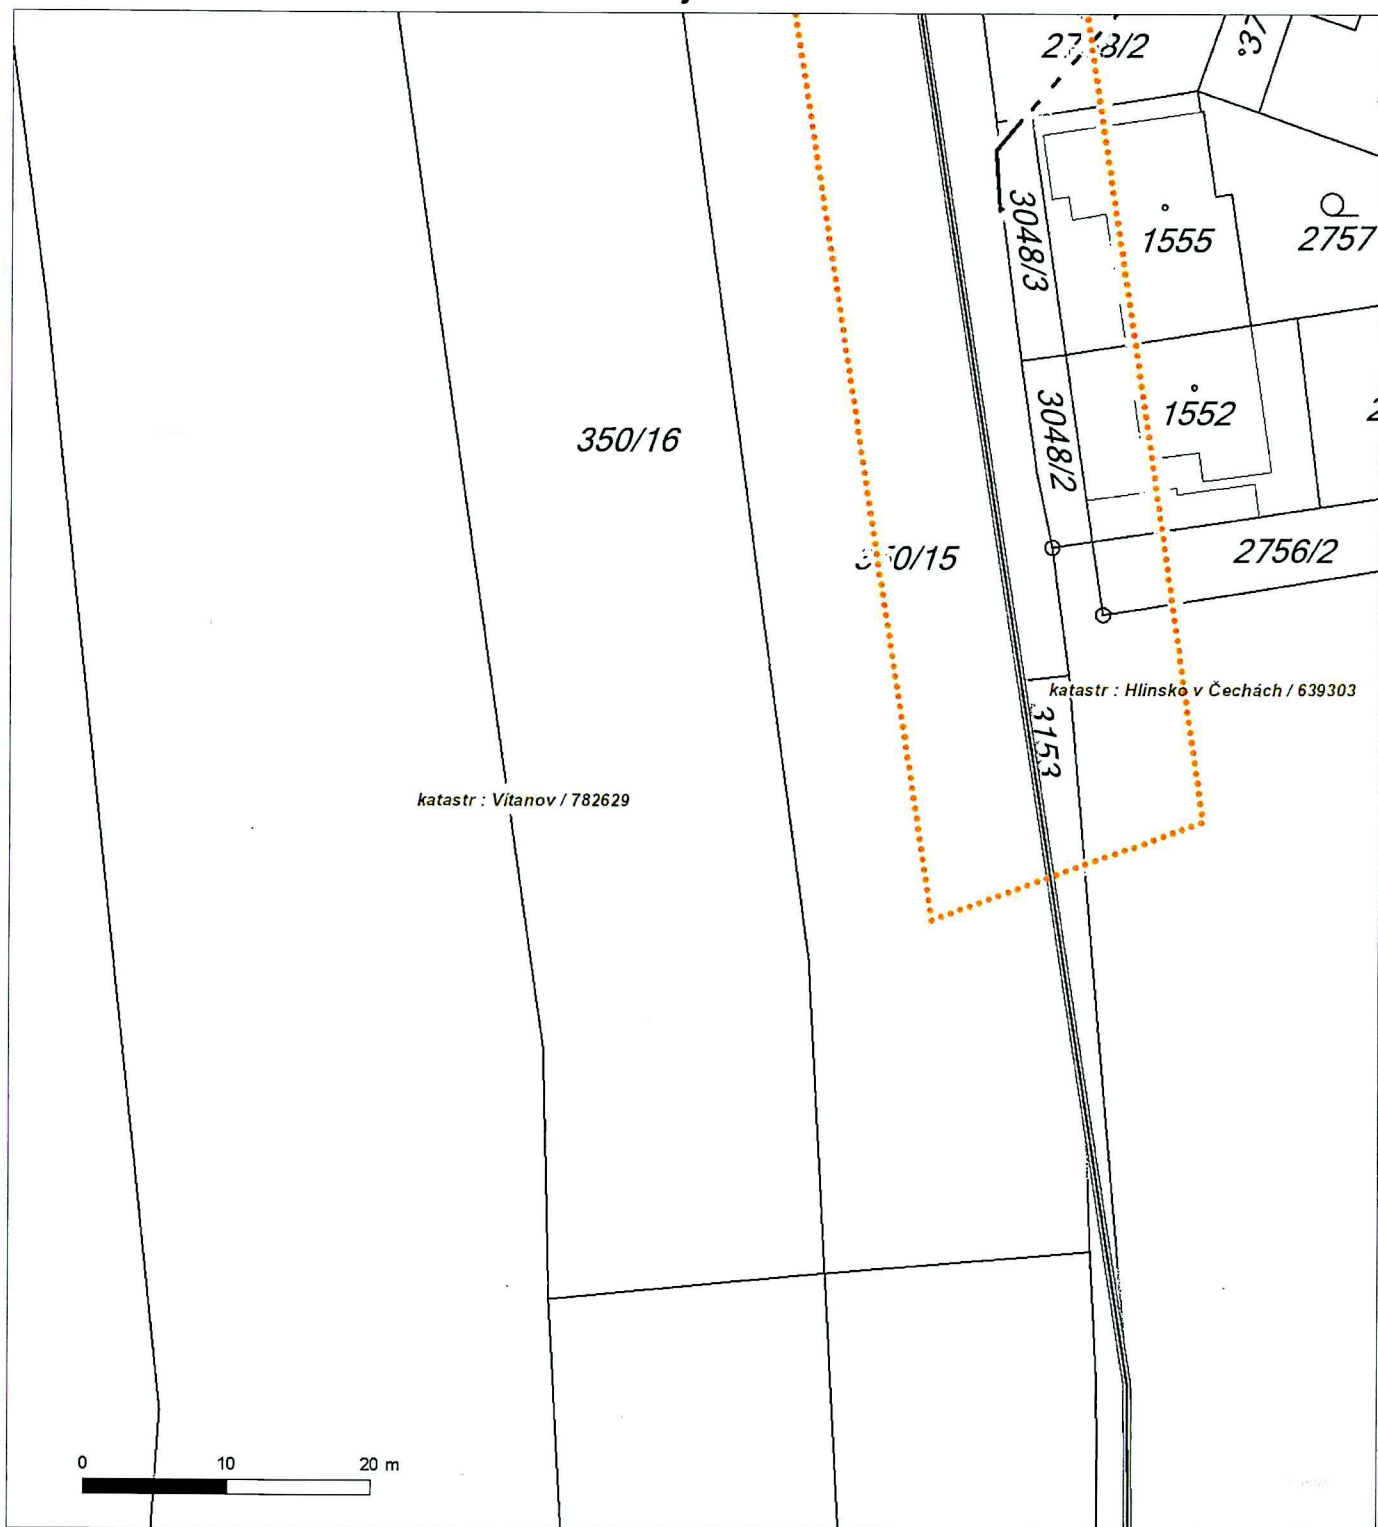 350/16
3048/3
1555
2757
3048/2
1552
2756/2
katastr : Hlinsko v Čechách / 639303
3153
katastr : Vítanov / 782629
0 10 20 m